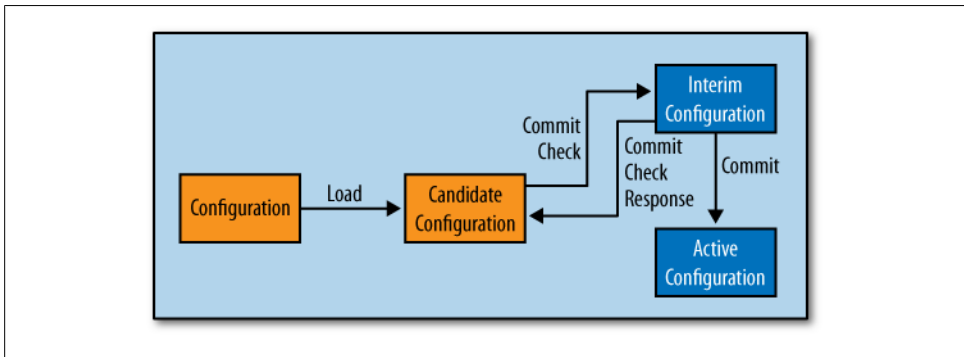 Interim
Configuration
Commit
Check
Commit
Check
Response
Commit
Configuration
Load
Candidate
Configuration
Active
Configuration